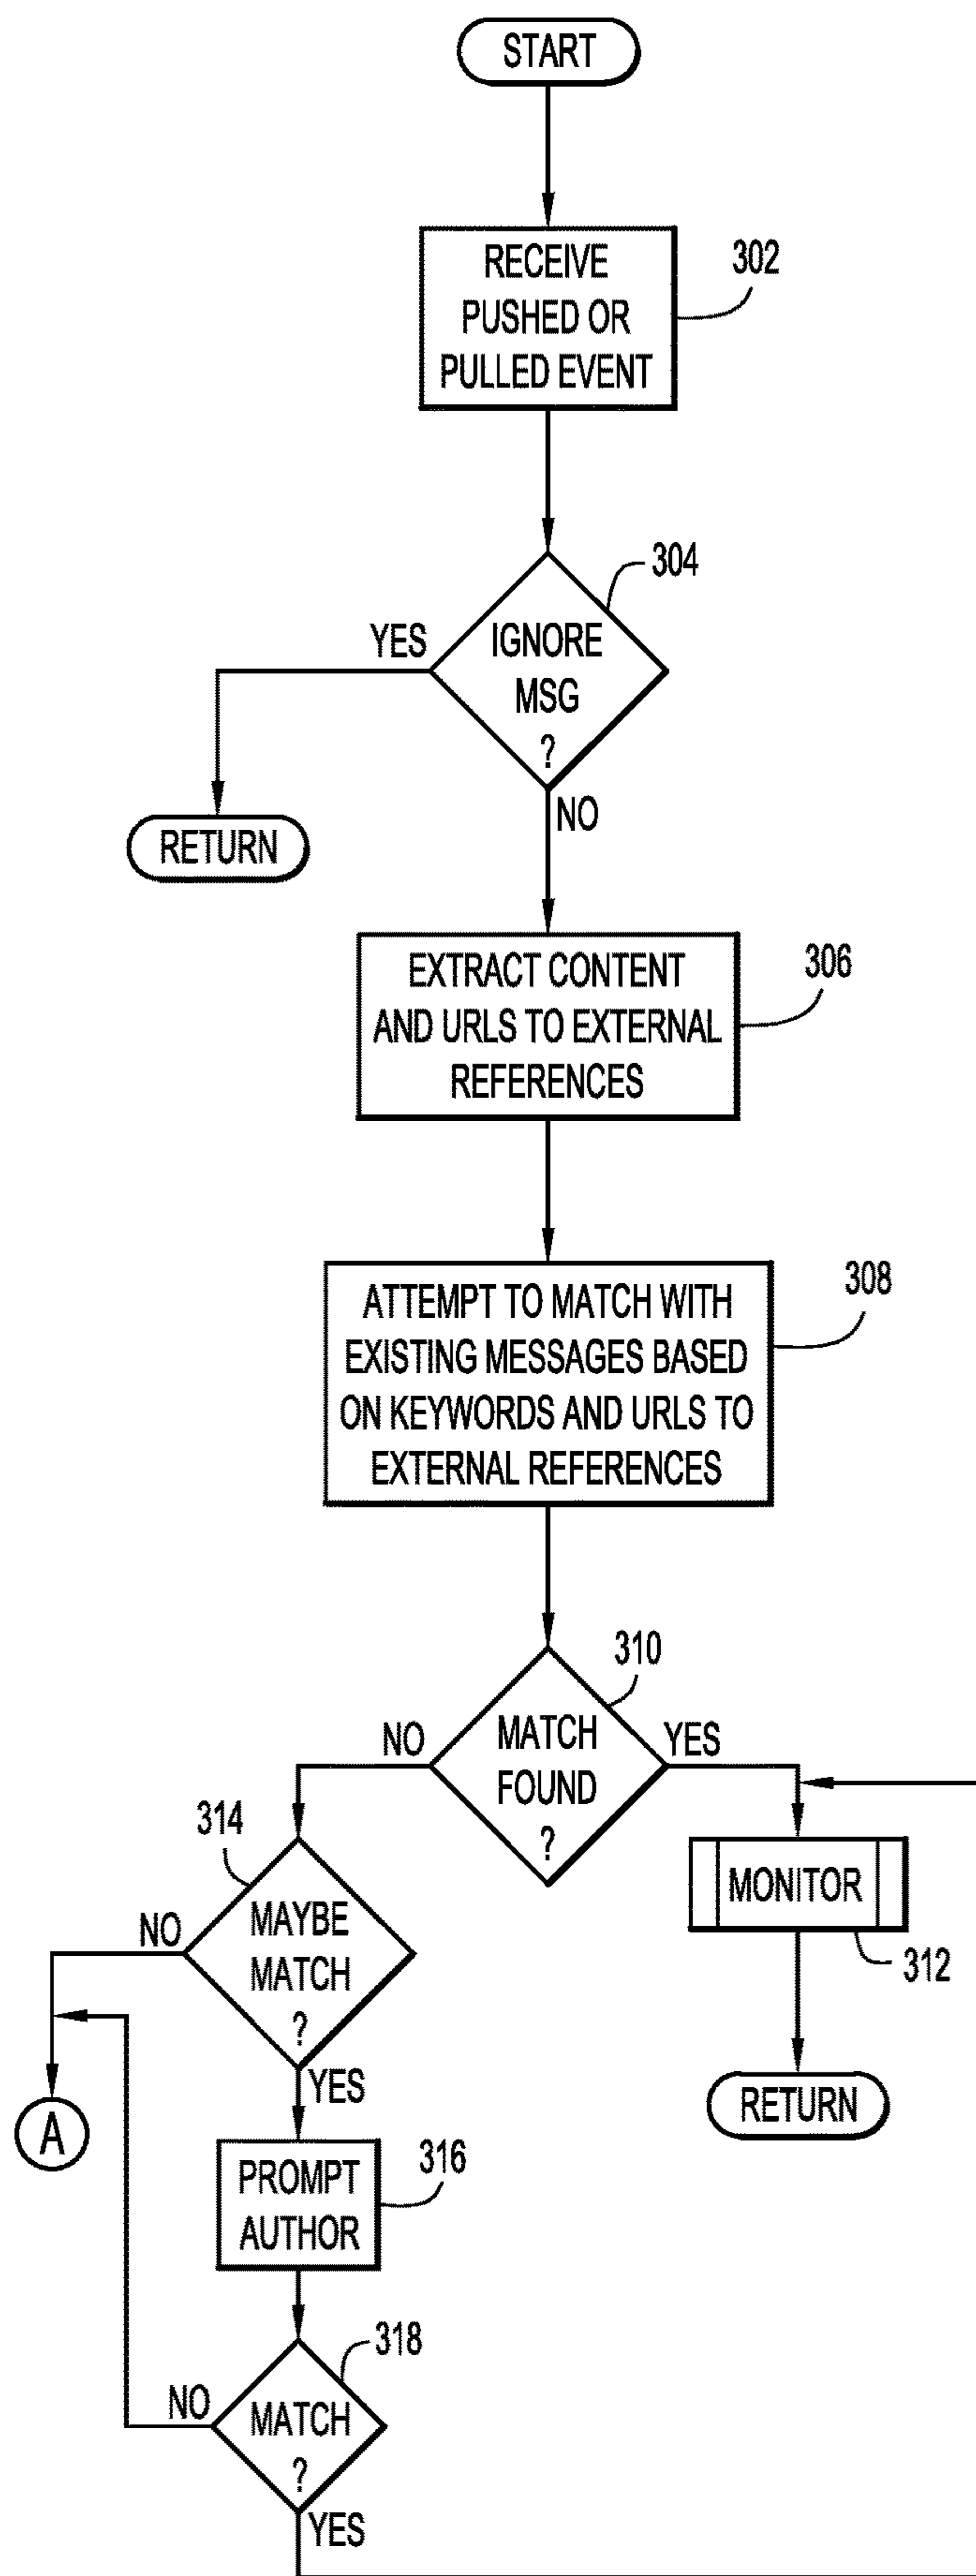 START
RECEIVE
PUSHED OR
PULLED EVENT
302
304
YES
IGNORE
MSG
?
NO
RETURN
EXTRACT CONTENT
AND URLS TO EXTERNAL
REFERENCES
306
ATTEMPT TO MATCH WITH
EXISTING MESSAGES BASED
ON KEYWORDS AND URLS TO
EXTERNAL REFERENCES
308
310
NO
MATCH
FOUND
?
YES
314
MONITOR
312
RETURN
NO
MAYBE
MATCH
?
YES
A
PROMPT
AUTHOR
316
318
NO
MATCH
?
YES